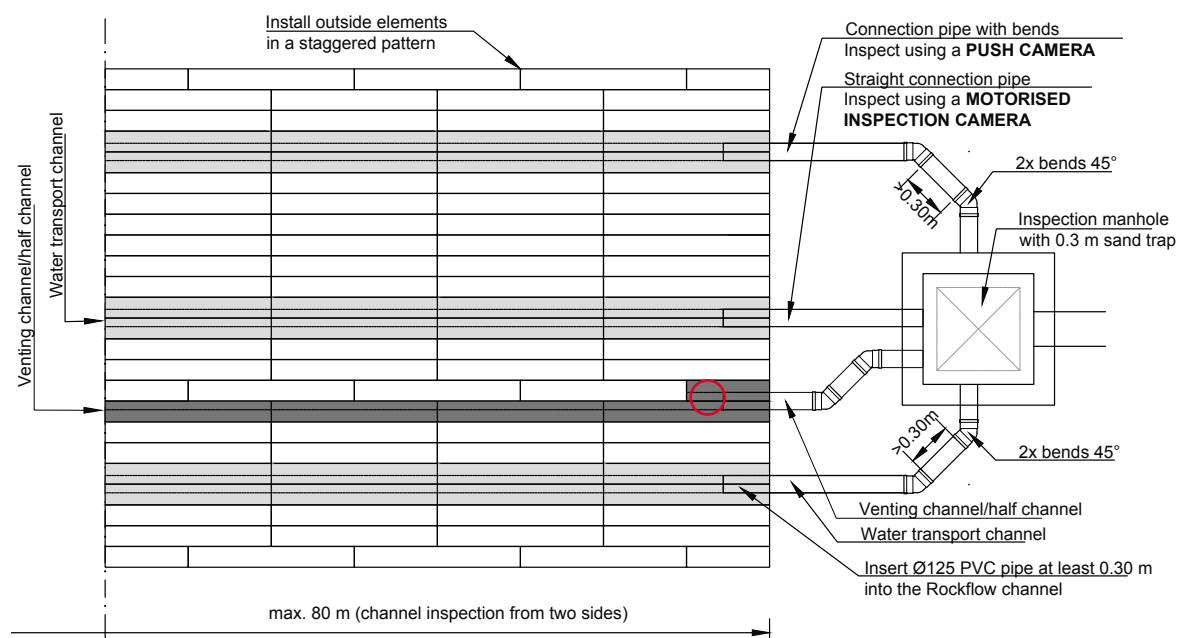 Install outside elements
in a staggered pattern
Connection pipe with bends
Inspect using a PUSH CAMERA
Straight connection pipe
Inspect using a MOTORISED
INSPECTION CAMERA
2x bends 45°
>0.30m
Inspection manhole
with 0.3 m sand trap
Venting channel/half channel
Water transport channel
>0.30m
2x bends 45°
Venting channel/half channel
Water transport channel
Insert Ø125 PVC pipe at least 0.30 m
into the Rockflow channel
max. 80 m (channel inspection from two sides)